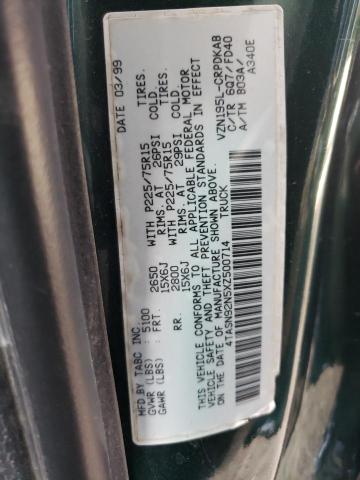 MFD BY TABC INC. DATE 03/99
GVWR (LBS) : 5100
GAWR (LBS) : FRT. 2650 WITH P225/75R15 TIRES.
15X6J RIMS. AT 26PSI COLD.
RR. 2800 WITH P225/75R15 TIRES.
15X6J RIMS. AT 29PSI COLD.
THIS VEHICLE CONFORMS TO ALL APPLICABLE FEDERAL MOTOR
VEHICLE SAFETY AND THEFT PREVENTION STANDARDS IN EFFECT
ON THE DATE OF MANUFACTURE SHOWN ABOVE.
4TASN92N5XZ500714 TRUCK
VZN195L-CRPDKAB
C/TR 6Q7/FD40
A/TM B03A/
A340E